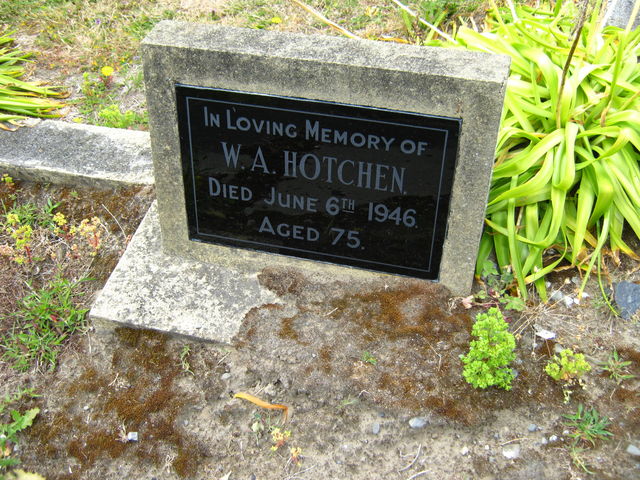 In Loving Memory of
W. A. HOTCHEN.
Died June 6TH 1946.
Aged 75.